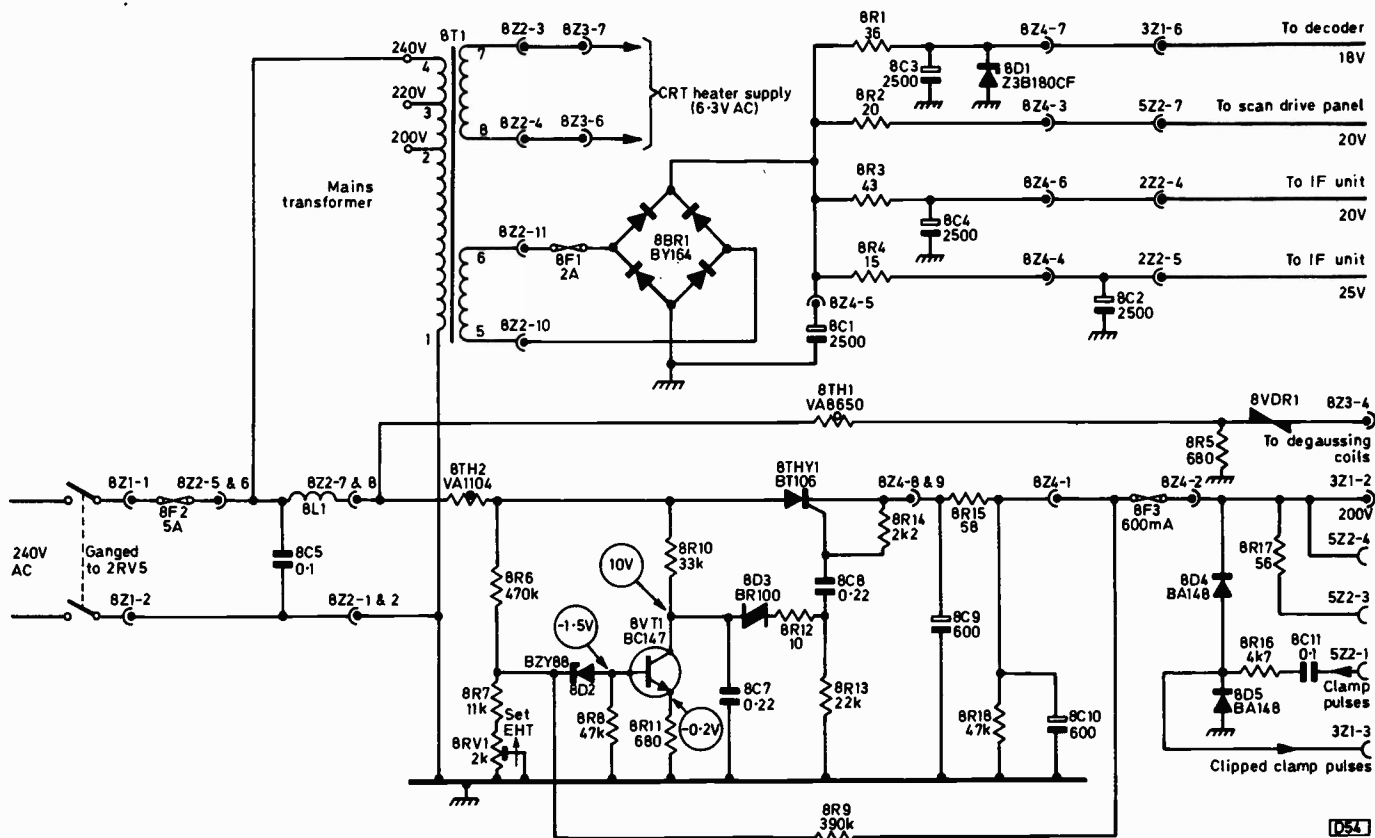 8T1
240V
4
220V
3
200V
2
1
7
8
6
5
Mains
transformer
8Z2-3
8Z3-7
8Z2-4
8Z3-6
CRT heater supply
(6·3V AC)
8Z2-11
8F1
2A
8Z2-10
8BR1
BY164
8R1
36
8C3
2500
8D1
Z3B180CF
8Z4-7
3Z1-6
To decoder
18V
8R2
20
8Z4-3
5Z2-7
To scan drive panel
20V
8R3
43
8C4
2500
8Z4-6
2Z2-4
To IF unit
20V
8R4
15
8Z4-4
8C2
2500
2Z2-5
To IF unit
25V
8Z4-5
8C1
2500
8TH1
VA8650
8VDR1
8Z3-4
8R5
680
To degaussing
coils
240V
AC
Ganged
to 2RV5
8Z1-1
8F2
5A
8Z2-5 & 6
8L1
8Z2-7 & 8
8Z1-2
8C5
0·1
8Z2-1 & 2
8TH2
VA1104
8THY1
BT106
8R14
2k2
8Z4-8 & 9
8R15
58
8Z4-1
8F3
600mA
8Z4-2
3Z1-2
200V
5Z2-4
8R17
56
5Z2-3
8R6
470k
8R10
33k
10V
8D3
BR100
8R12
10
8C8
0·22
-1·5V
8VT1
BC147
BZY88
8D2
8R7
11k
Set
EHT
8RV1
2k
8R8
47k
8R11
680
-0·2V
8C7
0·22
8R13
22k
8C9
600
8R18
47k
8C10
600
8D4
BA148
8R16
4k7
8C11
0·1
5Z2-1
Clamp
pulses
8D5
BA148
3Z1-3
Clipped clamp pulses
8R9
390k
D54